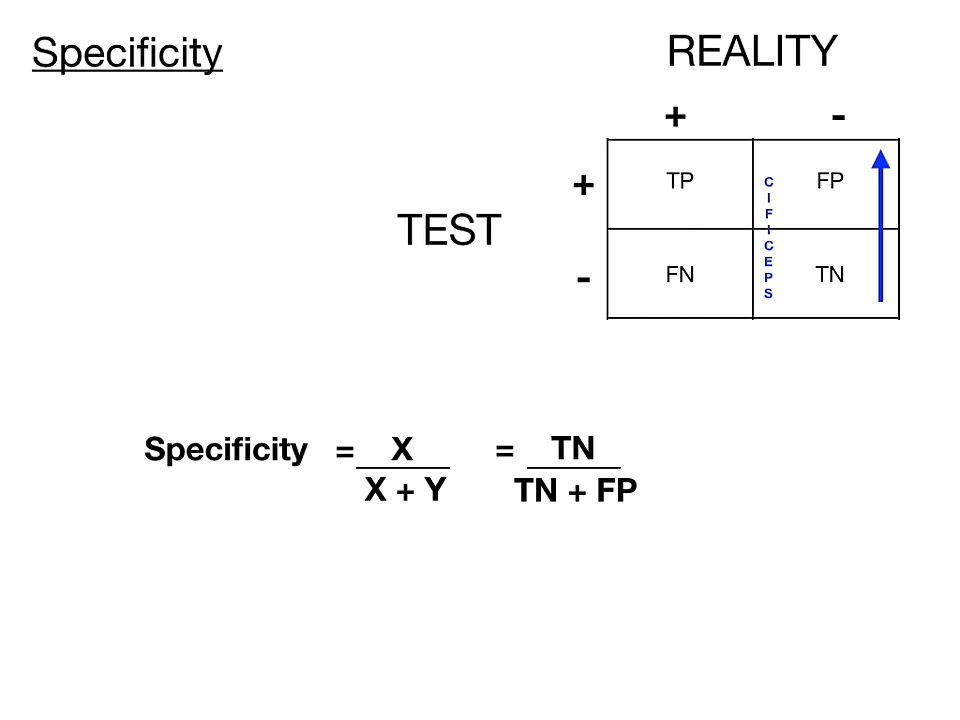 Specificity
REALITY
+ -
+ TP FP
TEST
- FN TN
C
I
F
I
C
E
P
S
Specificity = X = TN
X + Y TN + FP